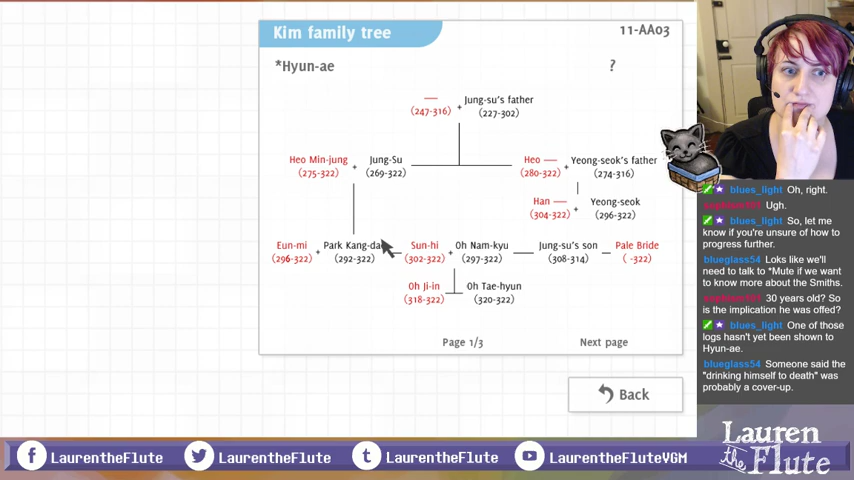 Kim family tree
11-AA03
*Hyun-ae
?
—
(247-316)
+
Jung-su's father
(227-302)
Heo Min-jung
(275-322)
+
Jung-Su
(269-322)
Heo —
(280-322)
+
Yeong-seok's father
(274-316)
Han —
(304-322)
+
Yeong-seok
(296-322)
Eun-mi
(296-322)
+
Park Kang-dae
(292-322)
Sun-hi
(302-322)
+
Oh Nam-kyu
(297-322)
Jung-su's son
(308-314)
Pale Bride
( -322)
Oh Ji-in
(318-322)
Oh Tae-hyun
(320-322)
Page 1/3
Next page
Back
blues_light Oh, right.
Ugh.
blues_light So, let me
know if you're unsure of how to
progress further.
blueglass54 Loks like we'll
need to talk to *Mute if we want
to know more about the Smiths.
30 years old? So
is the implication he was offed?
blues_light One of those
logs hasn't yet been shown to
Hyun-ae.
blueglass54 Someone said the
"drinking himself to death" was
probably a cover-up.
LaurentheFlute
LaurentheFlute
LaurentheFlute
LaurentheFluteVGM
Lauren
the Flute